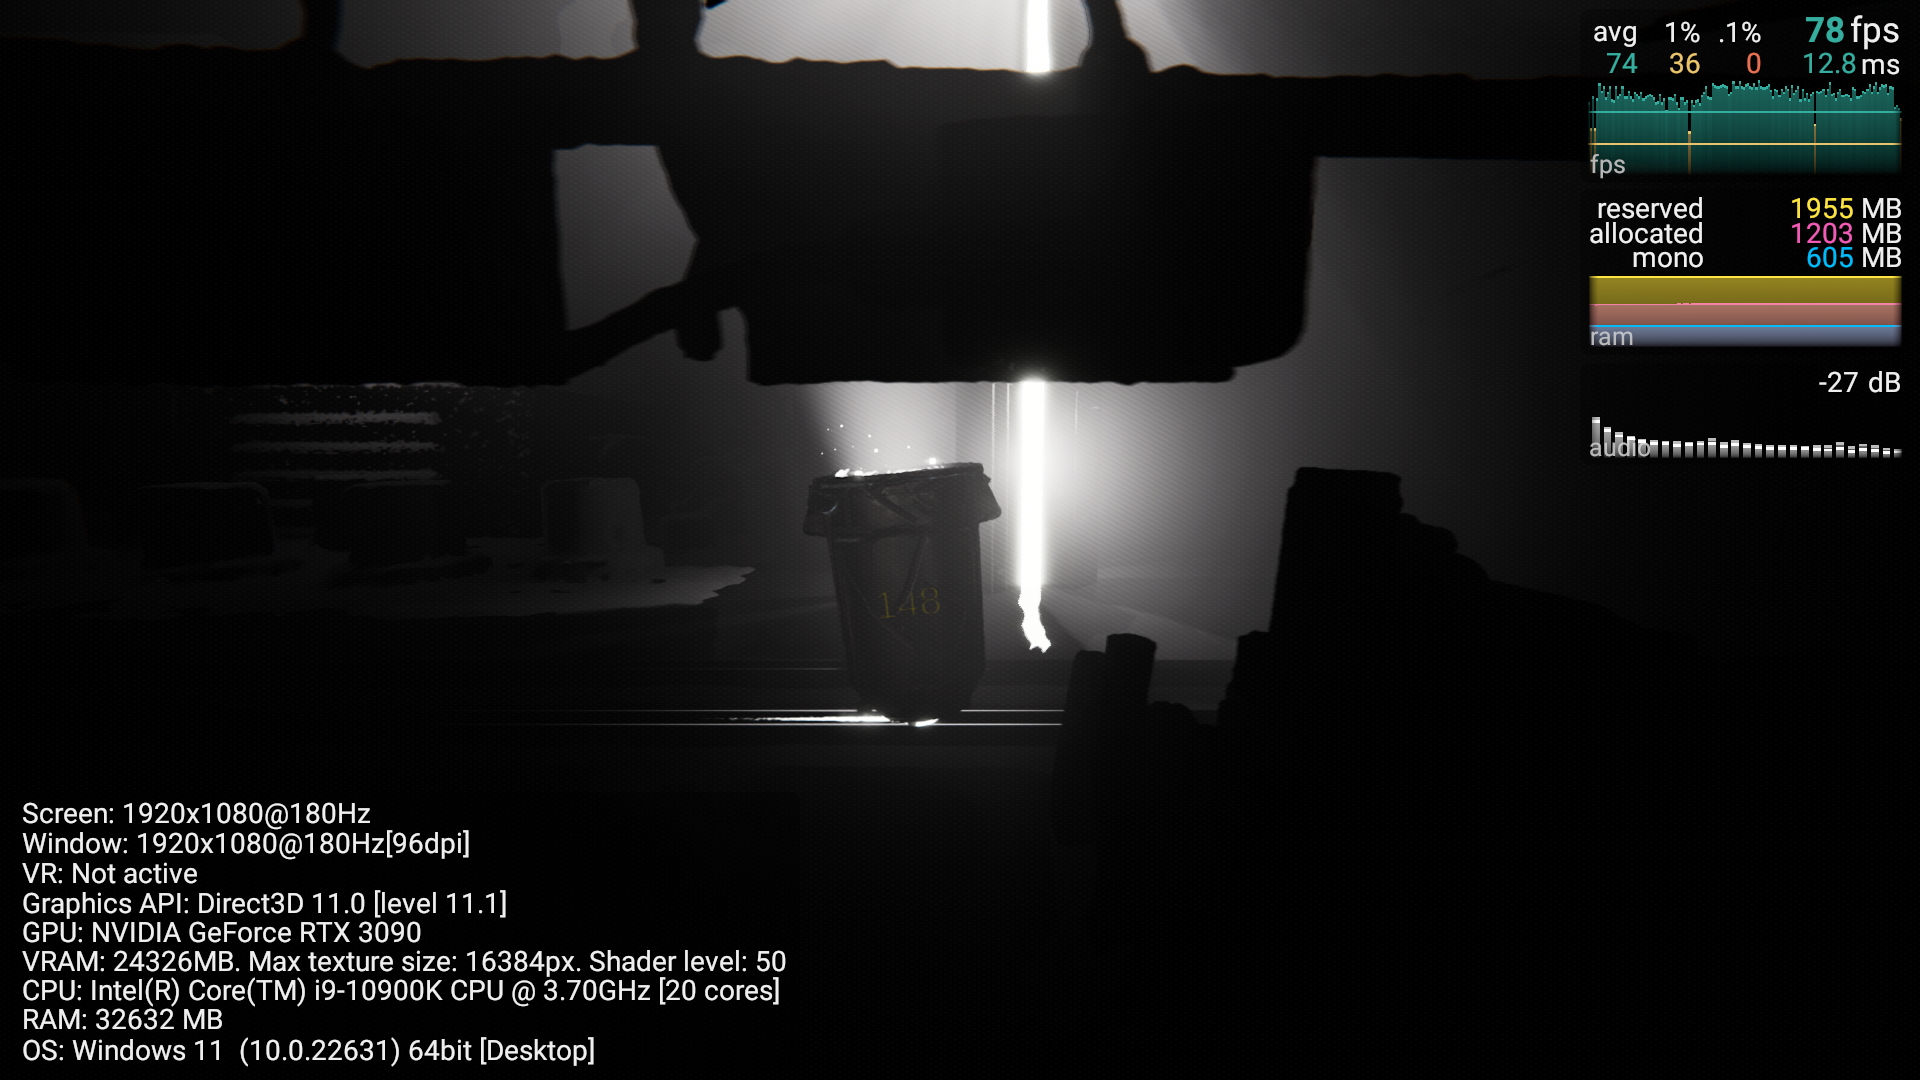 avg 1% .1% 78 fps
74 36 0 12.8 ms
fps
reserved 1955 MB
allocated 1203 MB
mono 605 MB
ram
-27 dB
audio
148
Screen: 1920x1080@180Hz
Window: 1920x1080@180Hz[96dpi]
VR: Not active
Graphics API: Direct3D 11.0 [level 11.1]
GPU: NVIDIA GeForce RTX 3090
VRAM: 24326MB. Max texture size: 16384px. Shader level: 50
CPU: Intel(R) Core(TM) i9-10900K CPU @ 3.70GHz [20 cores]
RAM: 32632 MB
OS: Windows 11  (10.0.22631) 64bit [Desktop]